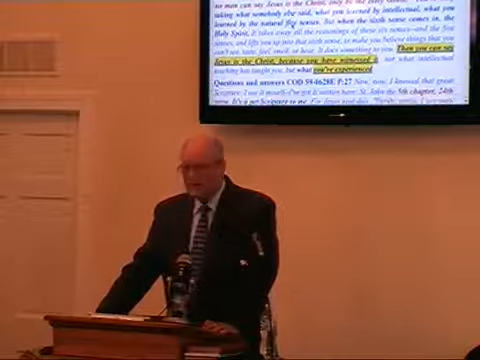 no man can say Jesus is the Christ, only by the Holy
taking what somebody else said, what you learned by intellectual, what you
learned by the natural five senses. But when the sixth sense comes in, the
Holy Spirit, it takes away all the reasonings of these six senses--and the five
senses, and lifts you up into that sixth sense, to make you believe things that you
can't see, taste, feel, smell, or hear. It does something to you. Then you can say
Jesus is the Christ, because you have witnessed it, not what intellectual
teaching has taught you, but what you've experienced.
Questions and answers COD 59-0628E P:27 Now, now, I knowed that great
Scripture; I use it myself--I've got it written here: St. John the 5th chapter, 24th
verse. It's a pet Scripture to me. For Jesus said,